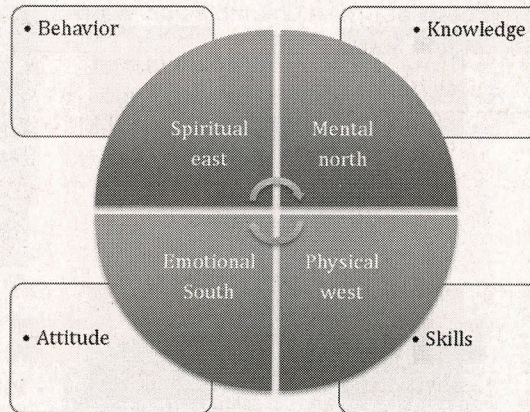 • Behavior
• Knowledge
Spiritual
east
Mental
north
Emotional
South
Physical
west
• Attitude
• Skills